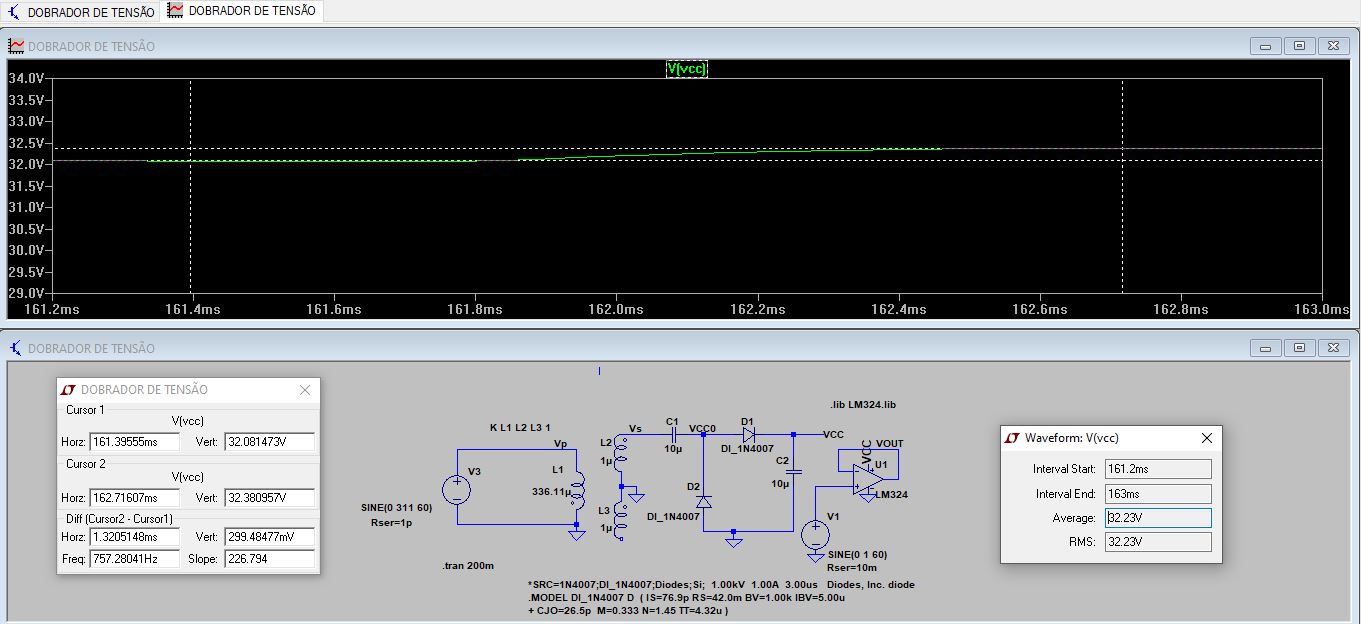 DOBRADOR DE TENSÃO
DOBRADOR DE TENSÃO
DOBRADOR DE TENSÃO
V(vcc)
34.0V
33.5V
33.0V
32.5V
32.0V
31.5V
31.0V
30.5V
30.0V
29.5V
29.0V
161.2ms 161.4ms 161.6ms 161.8ms 162.0ms 162.2ms 162.4ms 162.6ms 162.8ms 163.0ms
DOBRADOR DE TENSÃO
DOBRADOR DE TENSÃO
Cursor 1
V(vcc)
Horz: 161.39555ms Vert: 32.081473V
Cursor 2
V(vcc)
Horz: 162.71607ms Vert: 32.380957V
Diff (Cursor2 - Cursor1)
Horz: 1.3205148ms Vert: 299.48477mV
Freq: 757.28041Hz Slope: 226.794
.lib LM324.lib
K L1 L2 L3 1
V3
SINE(0 311 60)
Rser=1p
Vp
L1
336.11µ
L2
1µ
L3
1µ
Vs
C1
10µ
VCC0
D1
DI_1N4007
D2
DI_1N4007
VCC
C2
10µ
VCC
VOUT
U1
LM324
V1
SINE(0 1 60)
Rser=10m
.tran 200m
*SRC=1N4007;DI_1N4007;Diodes;Si; 1.00kV 1.00A 3.00us Diodes, Inc. diode
.MODEL DI_1N4007 D ( IS=76.9p RS=42.0m BV=1.00k IBV=5.00u
+ CJO=26.5p M=0.333 N=1.45 TT=4.32u )
Waveform: V(vcc)
Interval Start: 161.2ms
Interval End: 163ms
Average: 32.23V
RMS: 32.23V